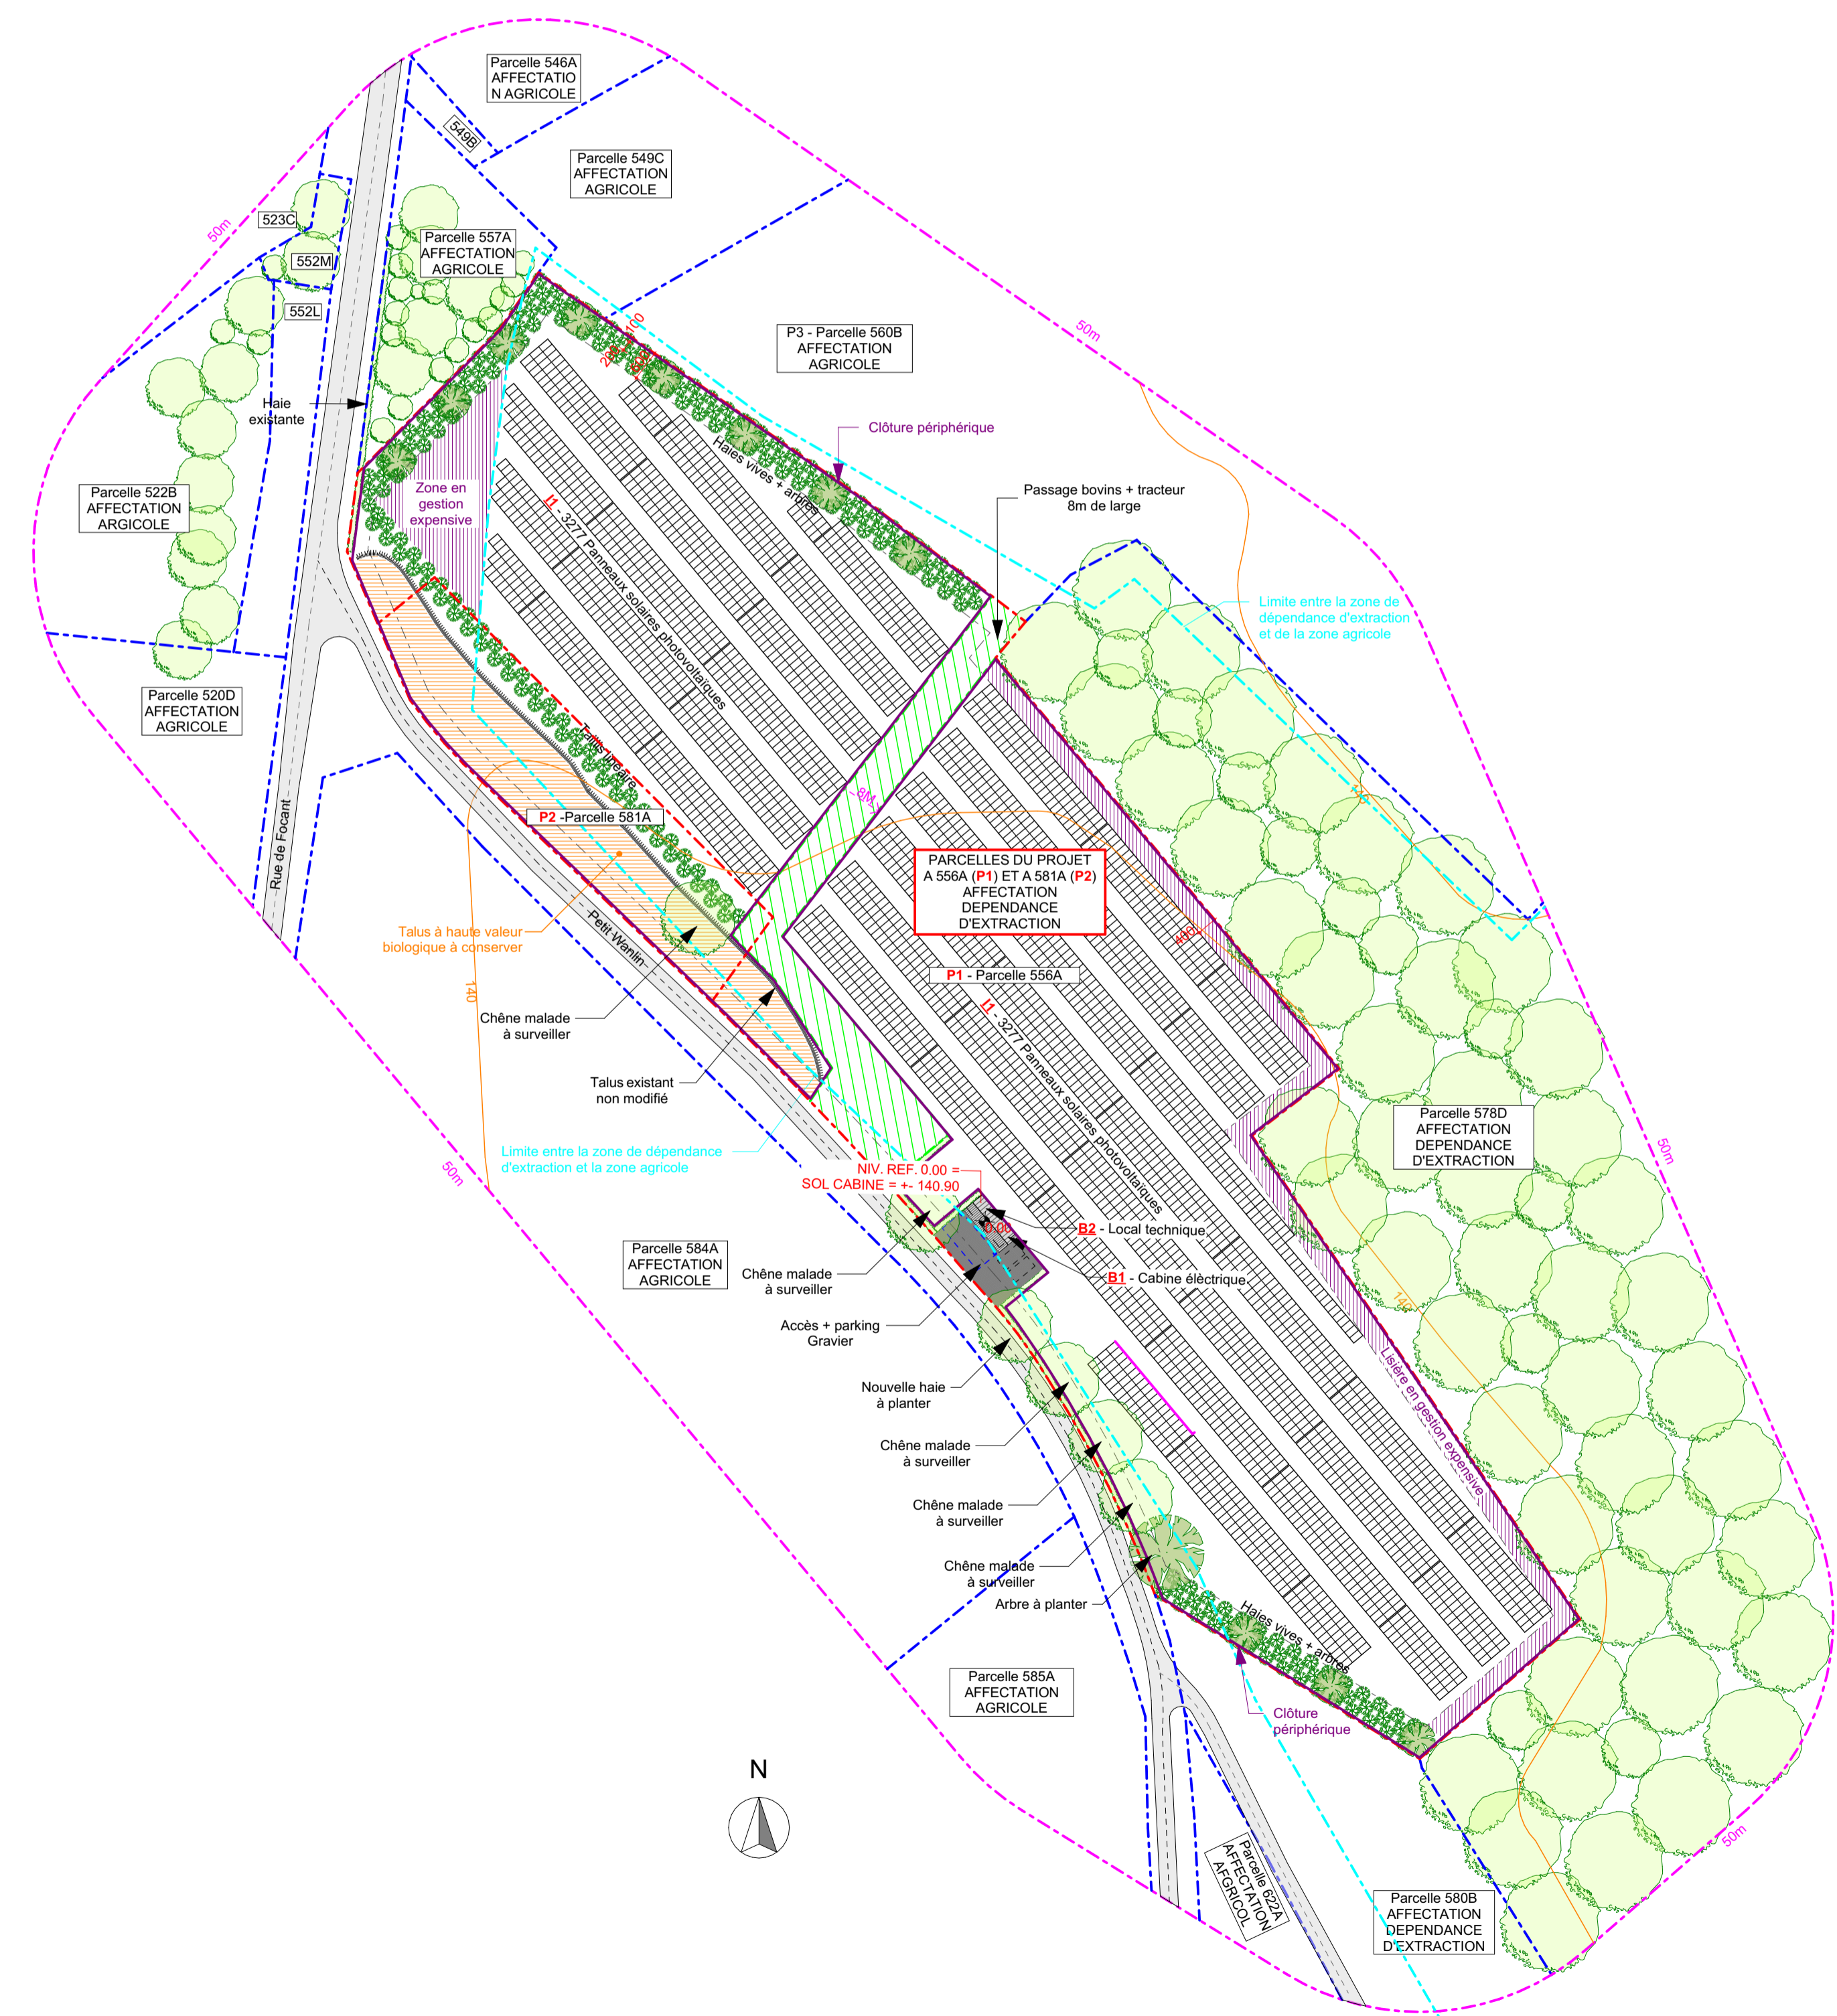 Parcelle 546A
AFFECTATIO
N AGRICOLE
549B
Parcelle 549C
AFFECTATION
AGRICOLE
50m
523C
552M
552L
Parcelle 557A
AFFECTATION
AGRICOLE
50m
P3 - Parcelle 560B
AFFECTATION
AGRICOLE
Haie
existante
Clôture périphérique
Haies vives + arbres
Zone en
gestion
expensive
Parcelle 522B
AFFECTATION
ARGICOLE
I1 - 3277 Panneaux solaires photovoltaïques
Passage bovins + tracteur
8m de large
Limite entre la zone de
dépendance d'extraction
et de la zone agricole
Parcelle 520D
AFFECTATION
AGRICOLE
Rue de Focant
P2 -Parcelle 581A
8M
PARCELLES DU PROJET
A 556A (P1) ET A 581A (P2)
AFFECTATION
DEPENDANCE
D'EXTRACTION
400
Talus à haute valeur
biologique à conserver
Petit Wanlin
P1 - Parcelle 556A
140
I1 - 3277 Panneaux solaires photovoltaïques
Chêne malade
à surveiller
Talus existant
non modifié
Limite entre la zone de dépendance
d'extraction et la zone agricole
50m
Parcelle 578D
AFFECTATION
DEPENDANCE
D'EXTRACTION
50m
NIV. REF. 0.00 =
SOL CABINE = +- 140.90
0.00
B2 - Local technique
B1 - Cabine élèctrique
Parcelle 584A
AFFECTATION
AGRICOLE
Chêne malade
à surveiller
Accès + parking
Gravier
140
Lisière en gestion expensive
Nouvelle haie
à planter
Chêne malade
à surveiller
Chêne malade
à surveiller
Chêne malade
à surveiller
Arbre à planter
Haies vives + arbres
Parcelle 585A
AFFECTATION
AGRICOLE
Clôture
périphérique
N
50m
Parcelle 622A
AFFECTATION
AFGRICOL
Parcelle 580B
AFFECTATION
DEPENDANCE
D'EXTRACTION